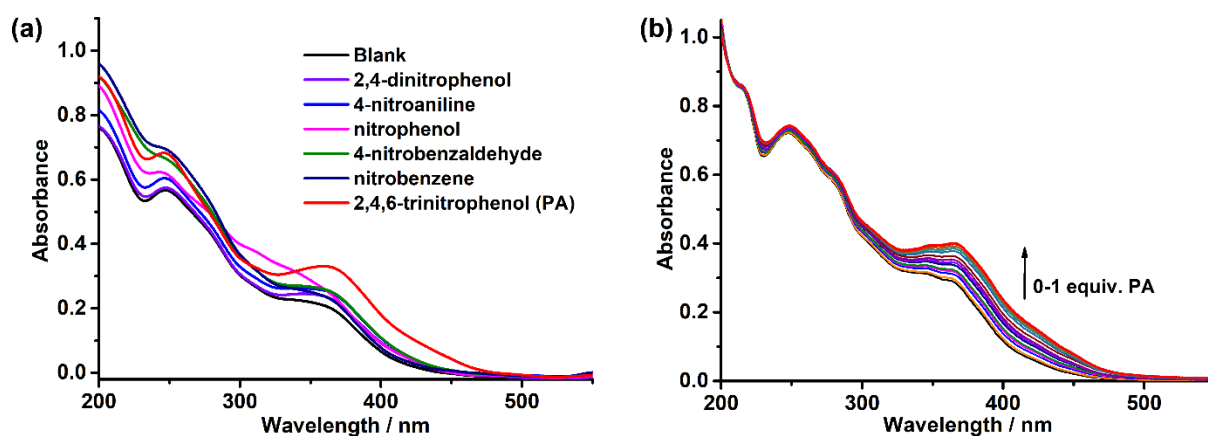 (a)
Blank
2,4-dinitrophenol
4-nitroaniline
nitrophenol
4-nitrobenzaldehyde
nitrobenzene
2,4,6-trinitrophenol (PA)
Absorbance
1.0
0.8
0.6
0.4
0.2
0.0
200
300
400
500
Wavelength / nm
(b)
0-1 equiv. PA
Absorbance
1.0
0.8
0.6
0.4
0.2
0.0
200
300
400
500
Wavelength / nm